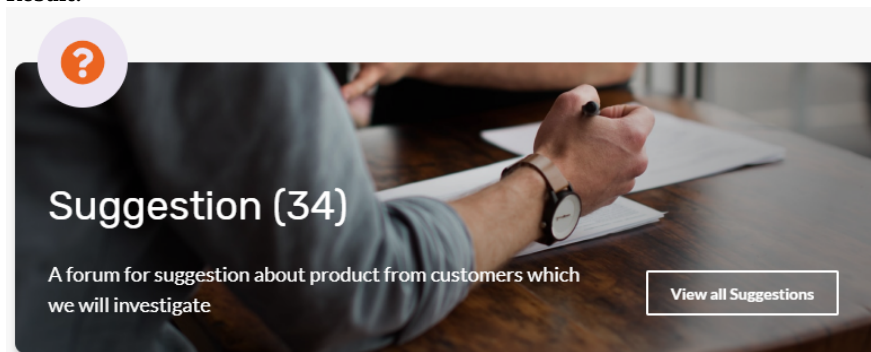 Suggestion (34)
A forum for suggestion about product from customers which
we will investigate
View all Suggestions